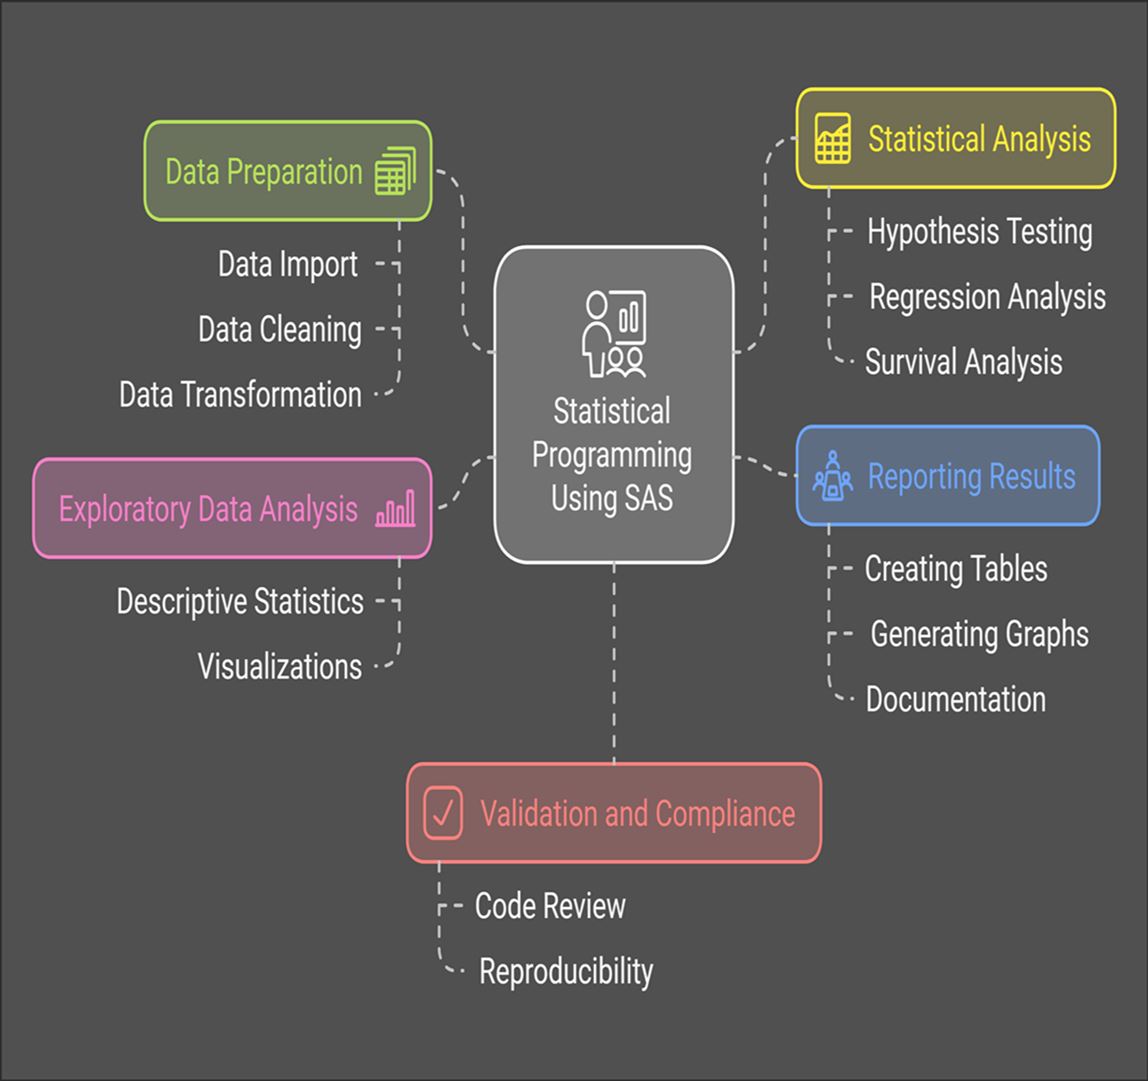 Data Preparation
Data Import
Data Cleaning
Data Transformation
Exploratory Data Analysis
Descriptive Statistics
Visualizations
Statistical
Programming
Using SAS
Statistical Analysis
Hypothesis Testing
Regression Analysis
Survival Analysis
Reporting Results
Creating Tables
Generating Graphs
Documentation
Validation and Compliance
Code Review
Reproducibility